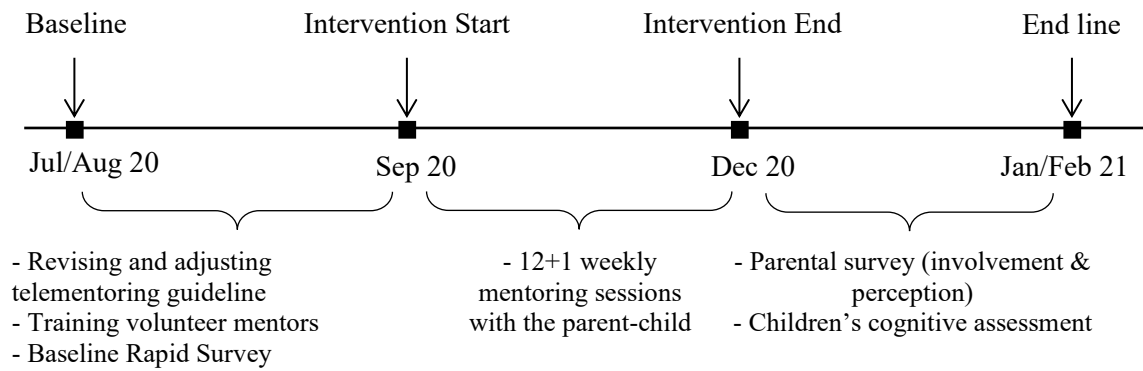 Baseline
Intervention Start
Intervention End
End line
Jul/Aug 20
Sep 20
Dec 20
Jan/Feb 21
- Revising and adjusting
telementoring guideline
- Training volunteer mentors
- Baseline Rapid Survey
- 12+1 weekly
mentoring sessions
with the parent-child
- Parental survey (involvement &
perception)
- Children’s cognitive assessment